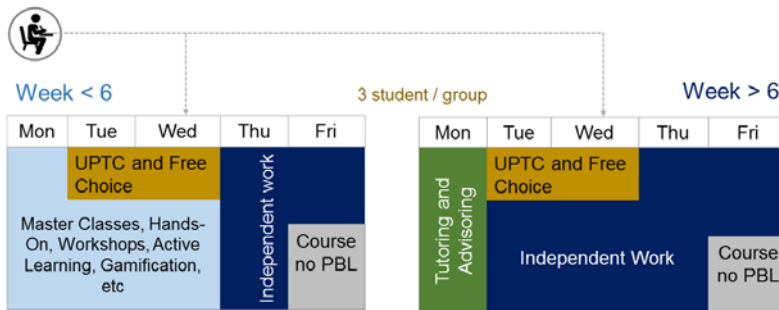 Week < 6
3 student / group
Week > 6
Mon Tue Wed Thu Fri
UPTC and Free
Choice
Master Classes, Hands-
On, Workshops, Active
Learning, Gamification,
etc
Independent work
Course
no PBL
Mon Tue Wed Thu Fri
Tutoring and
Advisoring
UPTC and Free
Choice
Independent Work
Course
no PBL